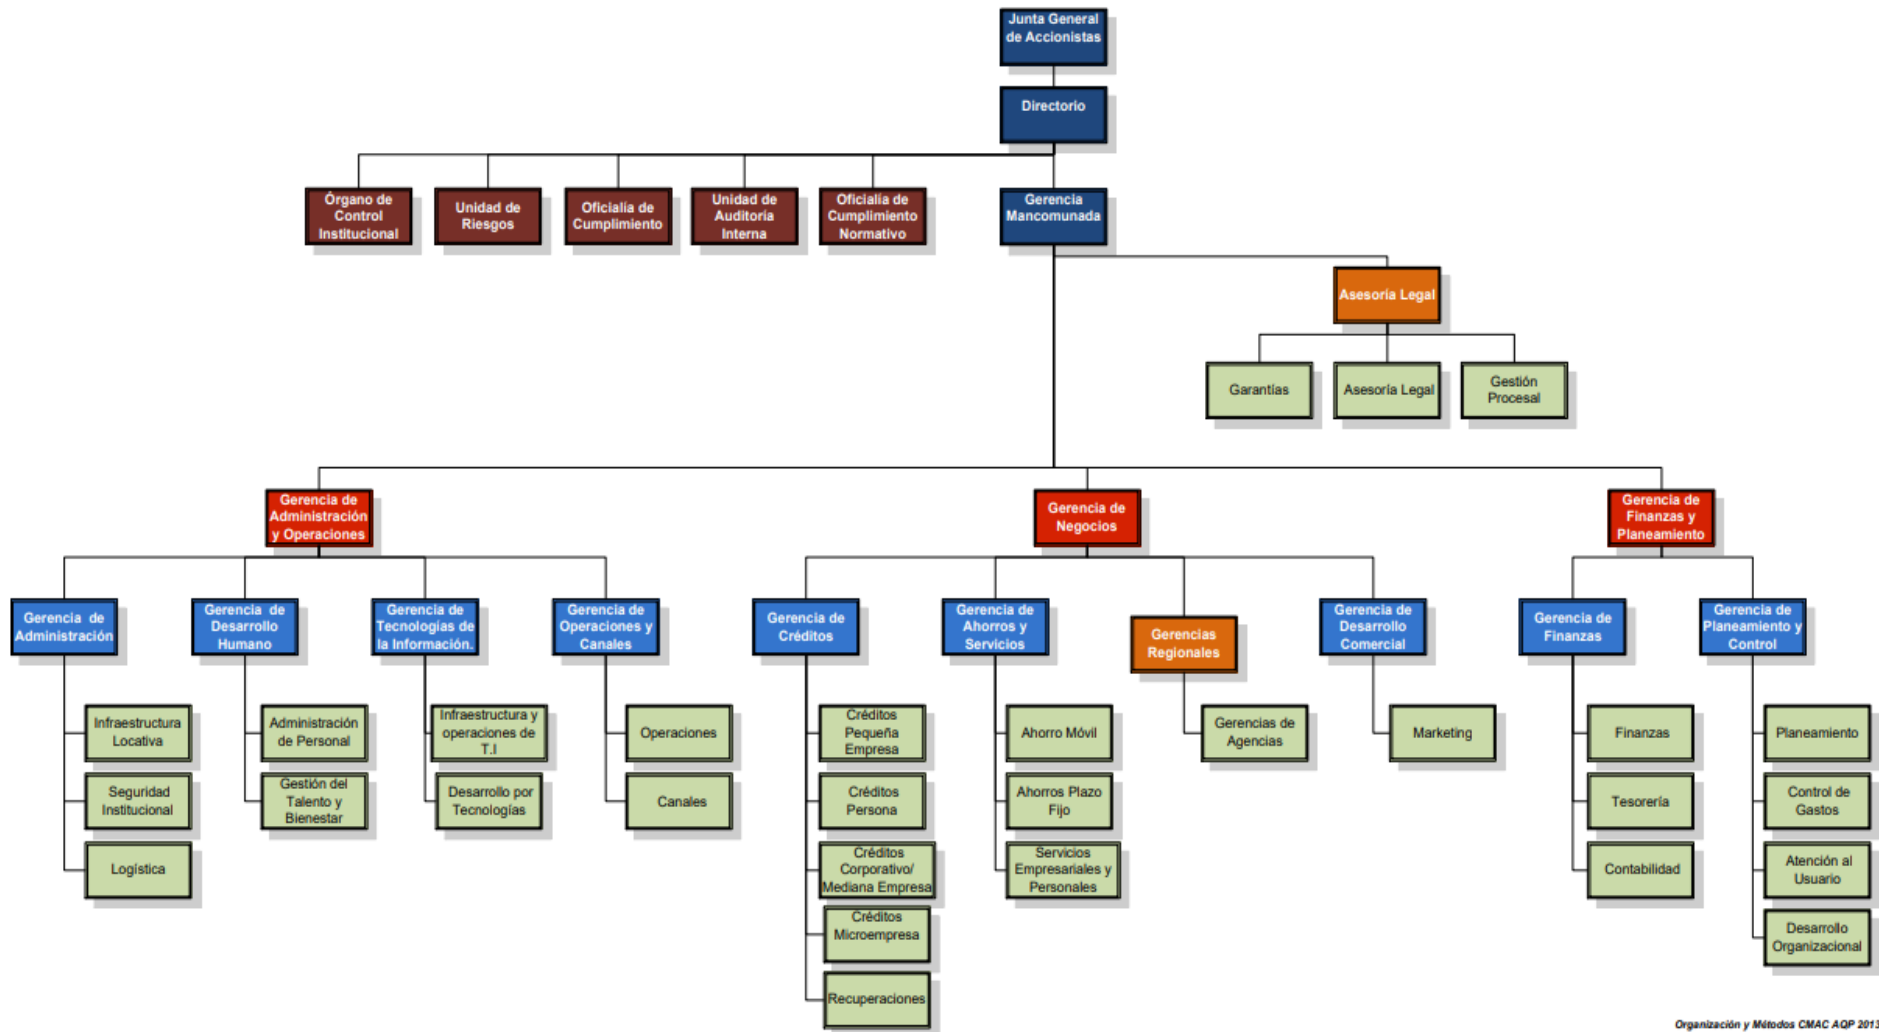 Junta General
de Accionistas
Directorio
Órgano de
Control
Institucional
Unidad de
Riesgos
Oficialía de
Cumplimiento
Unidad de
Auditoría
Interna
Oficialía de
Cumplimiento
Normativo
Gerencia
Mancomunada
Asesoría Legal
Garantías
Asesoría Legal
Gestión
Procesal
Gerencia de
Administración
y Operaciones
Gerencia de
Negocios
Gerencia de
Finanzas y
Planeamiento
Gerencia de
Administración
Gerencia de
Desarrollo
Humano
Gerencia de
Tecnologías de
la Información.
Gerencia de
Operaciones y
Canales
Gerencia de
Créditos
Gerencia de
Ahorros y
Servicios
Gerencias
Regionales
Gerencia de
Desarrollo
Comercial
Gerencia de
Finanzas
Gerencia de
Planeamiento y
Control
Infraestructura
Locativa
Administración
de Personal
Infraestructura y
operaciones de
T.I
Operaciones
Créditos
Pequeña
Empresa
Ahorro Móvil
Gerencias de
Agencias
Marketing
Finanzas
Planeamiento
Seguridad
Institucional
Gestión del
Talento y
Bienestar
Desarrollo por
Tecnologías
Canales
Créditos
Persona
Ahorros Plazo
Fijo
Tesorería
Control de
Gastos
Logística
Créditos
Corporativo/
Mediana Empresa
Servicios
Empresariales y
Personales
Contabilidad
Atención al
Usuario
Créditos
Microempresa
Desarrollo
Organizacional
Recuperaciones
Organización y Métodos CMAC AQP 2013